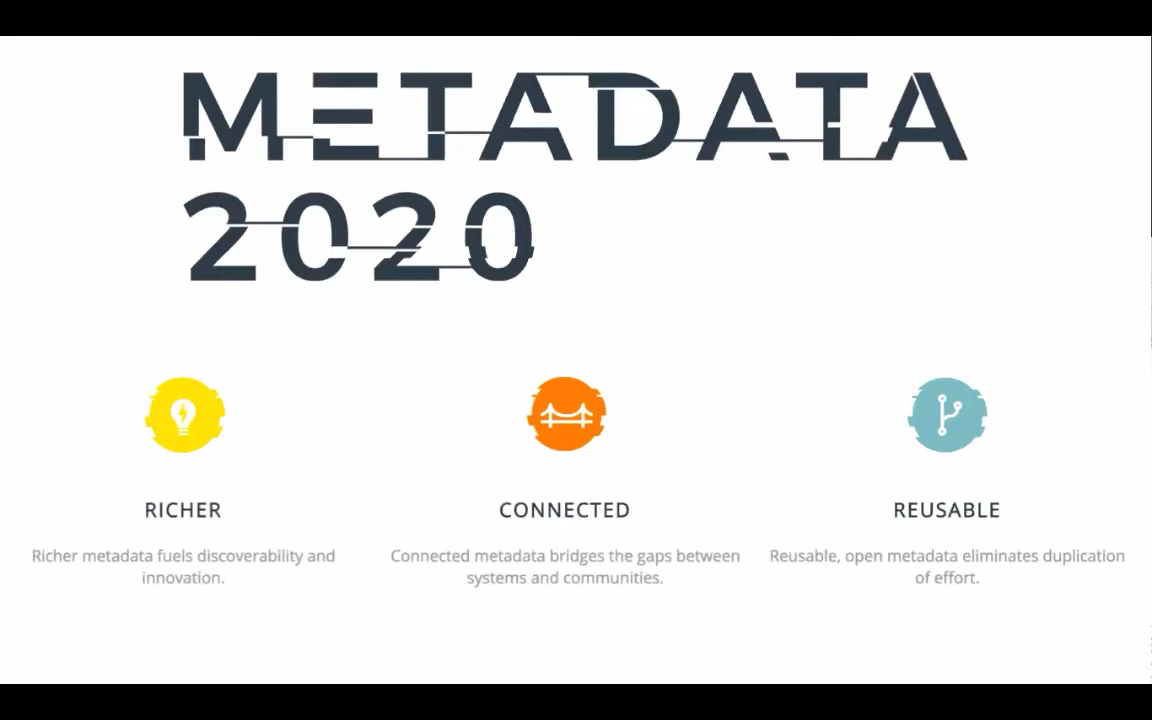 METADATA
2020
RICHER
Richer metadata fuels discoverability and
innovation.
CONNECTED
Connected metadata bridges the gaps between
systems and communities.
REUSABLE
Reusable, open metadata eliminates duplication
of effort.